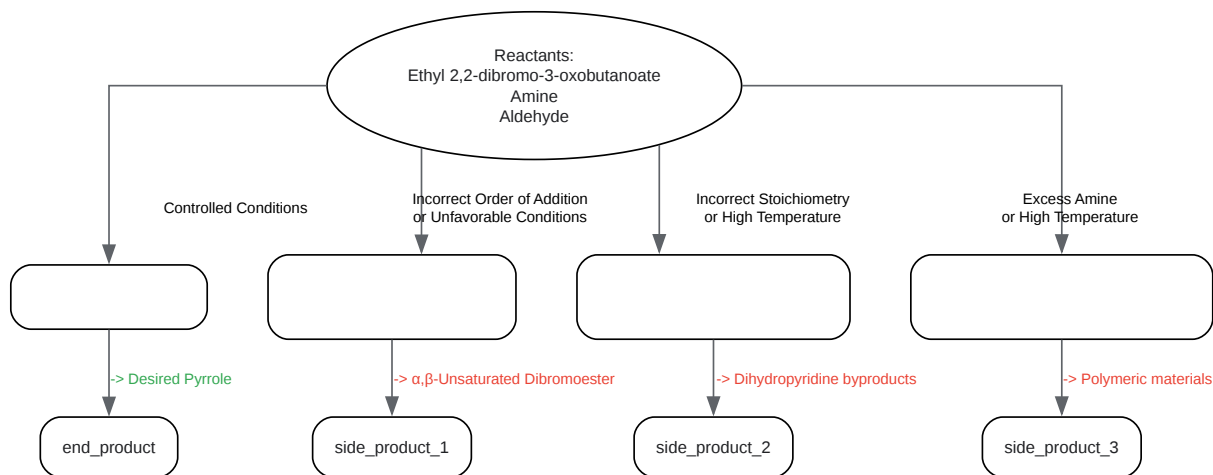 Reactants:
Ethyl 2,2-dibromo-3-oxobutanoate
Amine
Aldehyde
Controlled Conditions
Incorrect Order of Addition
or Unfavorable Conditions
Incorrect Stoichiometry
or High Temperature
Excess Amine
or High Temperature
-> Desired Pyrrole
-> α,β-Unsaturated Dibromoester
-> Dihydropyridine byproducts
-> Polymeric materials
end_product
side_product_1
side_product_2
side_product_3